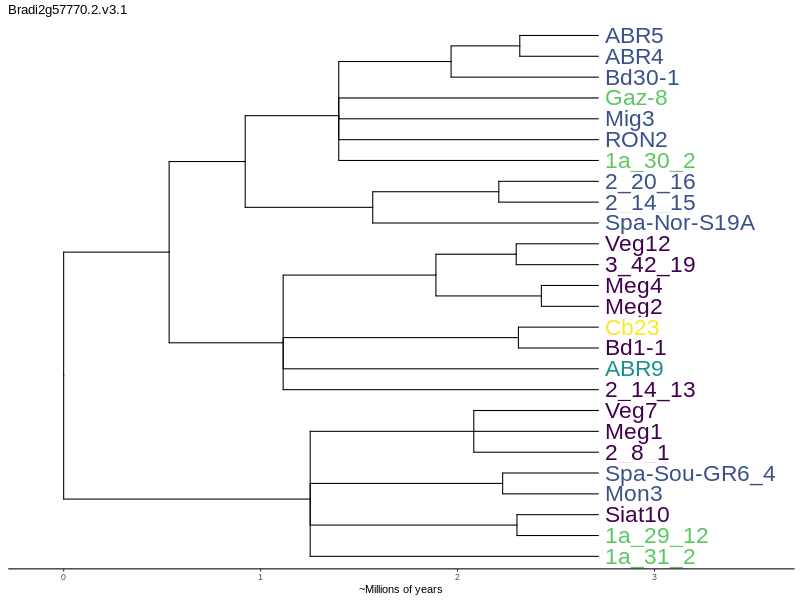 Bradi2g57770.2.v3.1
ABR5
ABR4
Bd30-1
Gaz-8
Mig3
RON2
1a_30_2
2_20_16
2_14_15
Spa-Nor-S19A
Veg12
3_42_19
Meg4
Meg2
Cb23
Bd1-1
ABR9
2_14_13
Veg7
Meg1
2_8_1
Spa-Sou-GR6_4
Mon3
Siat10
1a_29_12
1a_31_2
0 1 2 3
~Millions of years